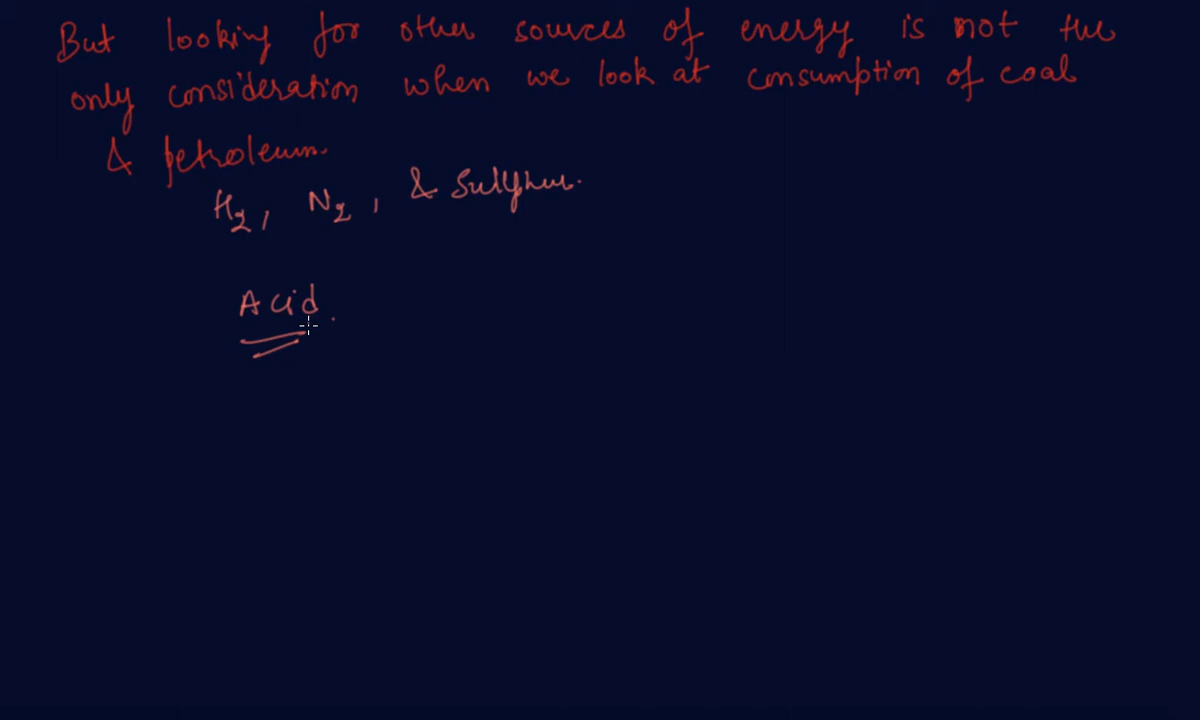 But looking for other sources of energy is not the
only consideration when we look at consumption of coal
& petroleum.
H2, N2, & Sulphur.
Acid.